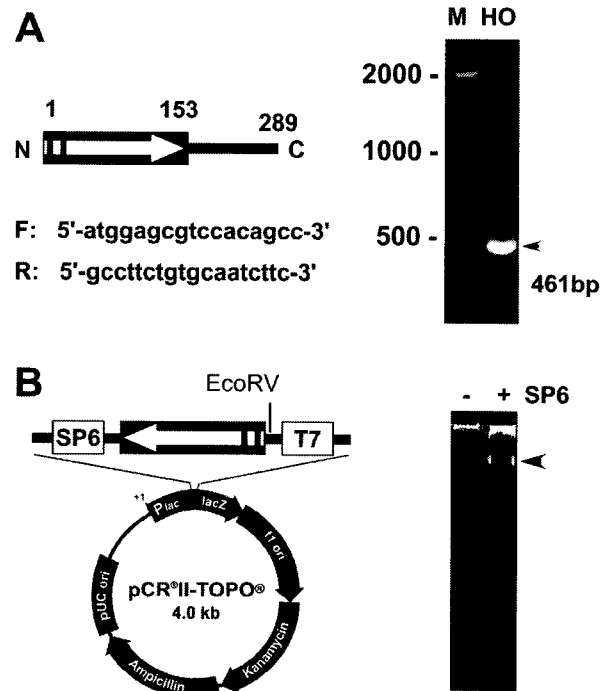 A
M HO
2000 -
1 153
289
N C
1000 -
F: 5'-atggagcgtccacagcc-3'
R: 5'-gccttctgtgcaatcttc-3'
500 -
461bp
B
EcoRV
- + SP6
SP6 T7
+1
Plac lacZ
f1 ori
pUC ori
pCR®II-TOPO®
4.0 kb
Kanamycin
Ampicillin